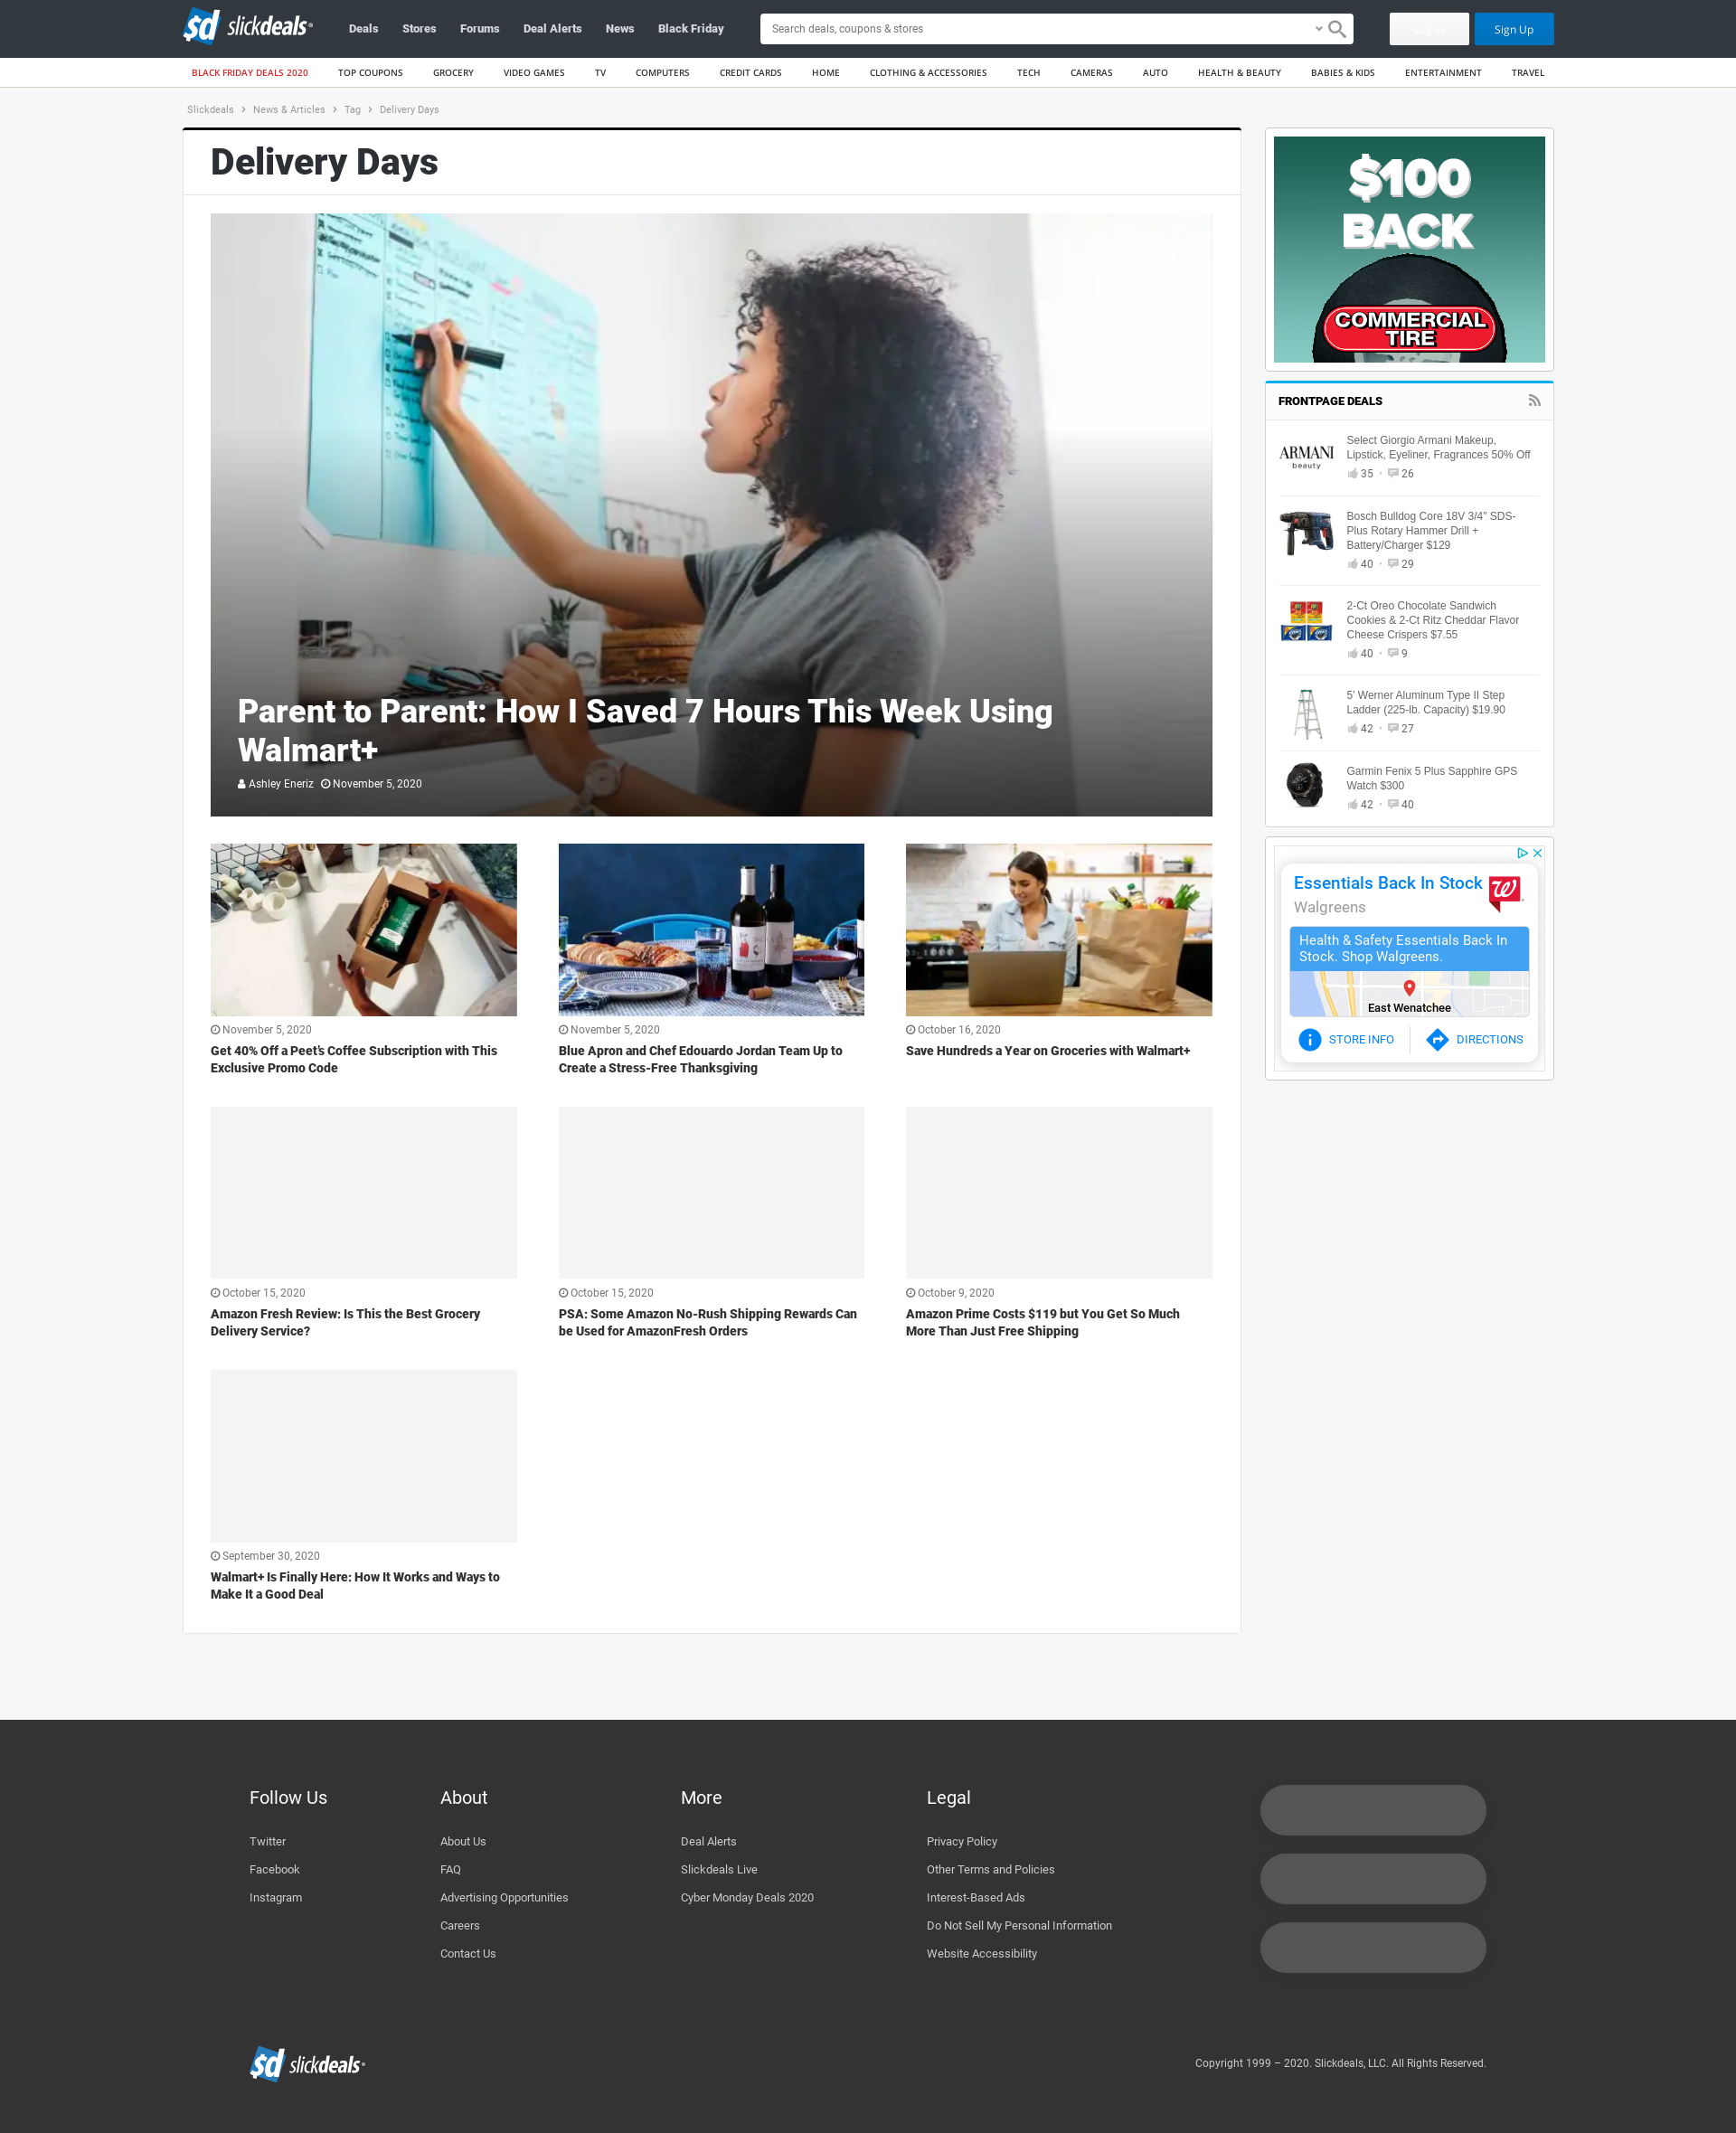 $d slickdeals®
Deals Stores Forums Deal Alerts News Black Friday
Search deals, coupons & stores
Log In
Sign Up
BLACK FRIDAY DEALS 2020 TOP COUPONS GROCERY VIDEO GAMES TV COMPUTERS CREDIT CARDS HOME CLOTHING & ACCESSORIES TECH CAMERAS AUTO HEALTH & BEAUTY BABIES & KIDS ENTERTAINMENT TRAVEL
Slickdeals > News & Articles > Tag > Delivery Days
Delivery Days
Parent to Parent: How I Saved 7 Hours This Week Using
Walmart+
Ashley Eneriz November 5, 2020
November 5, 2020
Get 40% Off a Peet's Coffee Subscription with This
Exclusive Promo Code
November 5, 2020
Blue Apron and Chef Edouardo Jordan Team Up to
Create a Stress-Free Thanksgiving
October 16, 2020
Save Hundreds a Year on Groceries with Walmart+
October 15, 2020
Amazon Fresh Review: Is This the Best Grocery
Delivery Service?
October 15, 2020
PSA: Some Amazon No-Rush Shipping Rewards Can
be Used for AmazonFresh Orders
October 9, 2020
Amazon Prime Costs $119 but You Get So Much
More Than Just Free Shipping
September 30, 2020
Walmart+ Is Finally Here: How It Works and Ways to
Make It a Good Deal
$100
BACK
COMMERCIAL
TIRE
FRONTPAGE DEALS
ARMANI
beauty
Select Giorgio Armani Makeup,
Lipstick, Eyeliner, Fragrances 50% Off
35 • 26
Bosch Bulldog Core 18V 3/4" SDS-
Plus Rotary Hammer Drill +
Battery/Charger $129
40 • 29
2-Ct Oreo Chocolate Sandwich
Cookies & 2-Ct Ritz Cheddar Flavor
Cheese Crispers $7.55
40 • 9
5' Werner Aluminum Type II Step
Ladder (225-lb. Capacity) $19.90
42 • 27
Garmin Fenix 5 Plus Sapphire GPS
Watch $300
42 • 40
Essentials Back In Stock
Walgreens
Health & Safety Essentials Back In
Stock. Shop Walgreens.
East Wenatchee
STORE INFO
DIRECTIONS
Follow Us
Twitter
Facebook
Instagram
About
About Us
FAQ
Advertising Opportunities
Careers
Contact Us
More
Deal Alerts
Slickdeals Live
Cyber Monday Deals 2020
Legal
Privacy Policy
Other Terms and Policies
Interest-Based Ads
Do Not Sell My Personal Information
Website Accessibility
$d slickdeals®
Copyright 1999 – 2020. Slickdeals, LLC. All Rights Reserved.